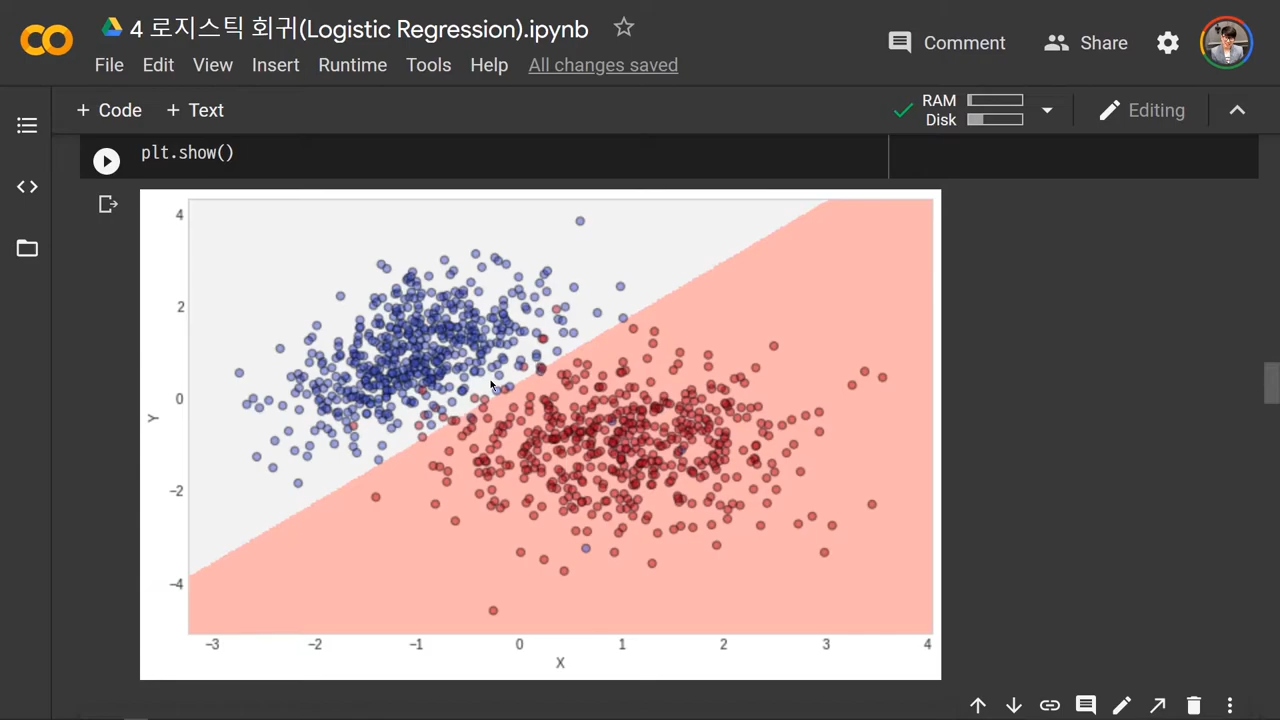 4 로지스틱 회귀(Logistic Regression).ipynb
Comment
Share
File Edit View Insert Runtime Tools Help All changes saved
+ Code + Text
RAM
Disk
Editing
plt.show()
4
2
0
−2
−4
Y
−3 −2 −1 0 1 2 3 4
X